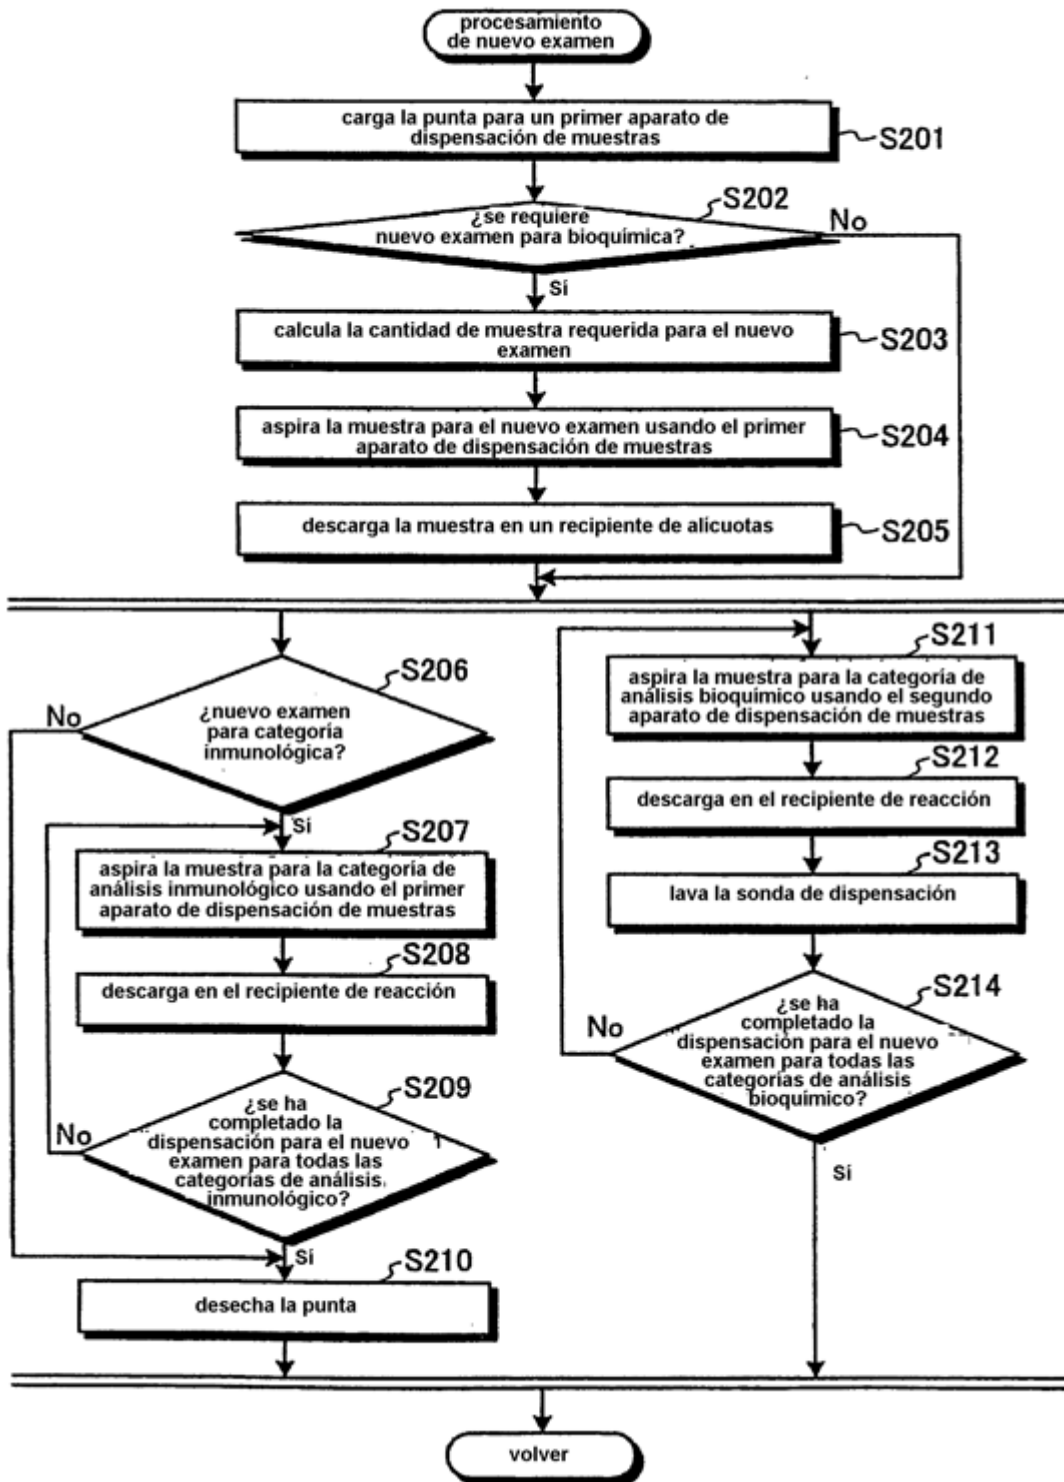 procesamiento
de nuevo examen
carga la punta para un primer aparato de
dispensación de muestras
S201
S202
¿se requiere
nuevo examen para bioquímica?
No
Sí
calcula la cantidad de muestra requerida para el nuevo
examen
S203
aspira la muestra para el nuevo examen usando el primer
aparato de dispensación de muestras
S204
descarga la muestra en un recipiente de alícuotas
S205
S206
¿nuevo examen
para categoría
inmunológica?
No
Sí
S207
aspira la muestra para la categoría de
análisis inmunológico usando el primer
aparato de dispensación de muestras
S208
descarga en el recipiente de reacción
S209
¿se ha
completado la
dispensación para el nuevo
examen para todas las
categorías de análisis
inmunológico?
No
Sí
S210
desecha la punta
S211
aspira la muestra para la categoría de
análisis bioquímico usando el segundo
aparato de dispensación de muestras
S212
descarga en el recipiente de reacción
S213
lava la sonda de dispensación
S214
¿se ha
completado la
dispensación para el nuevo
examen para todas las
categorías de análisis
bioquímico?
No
Sí
volver